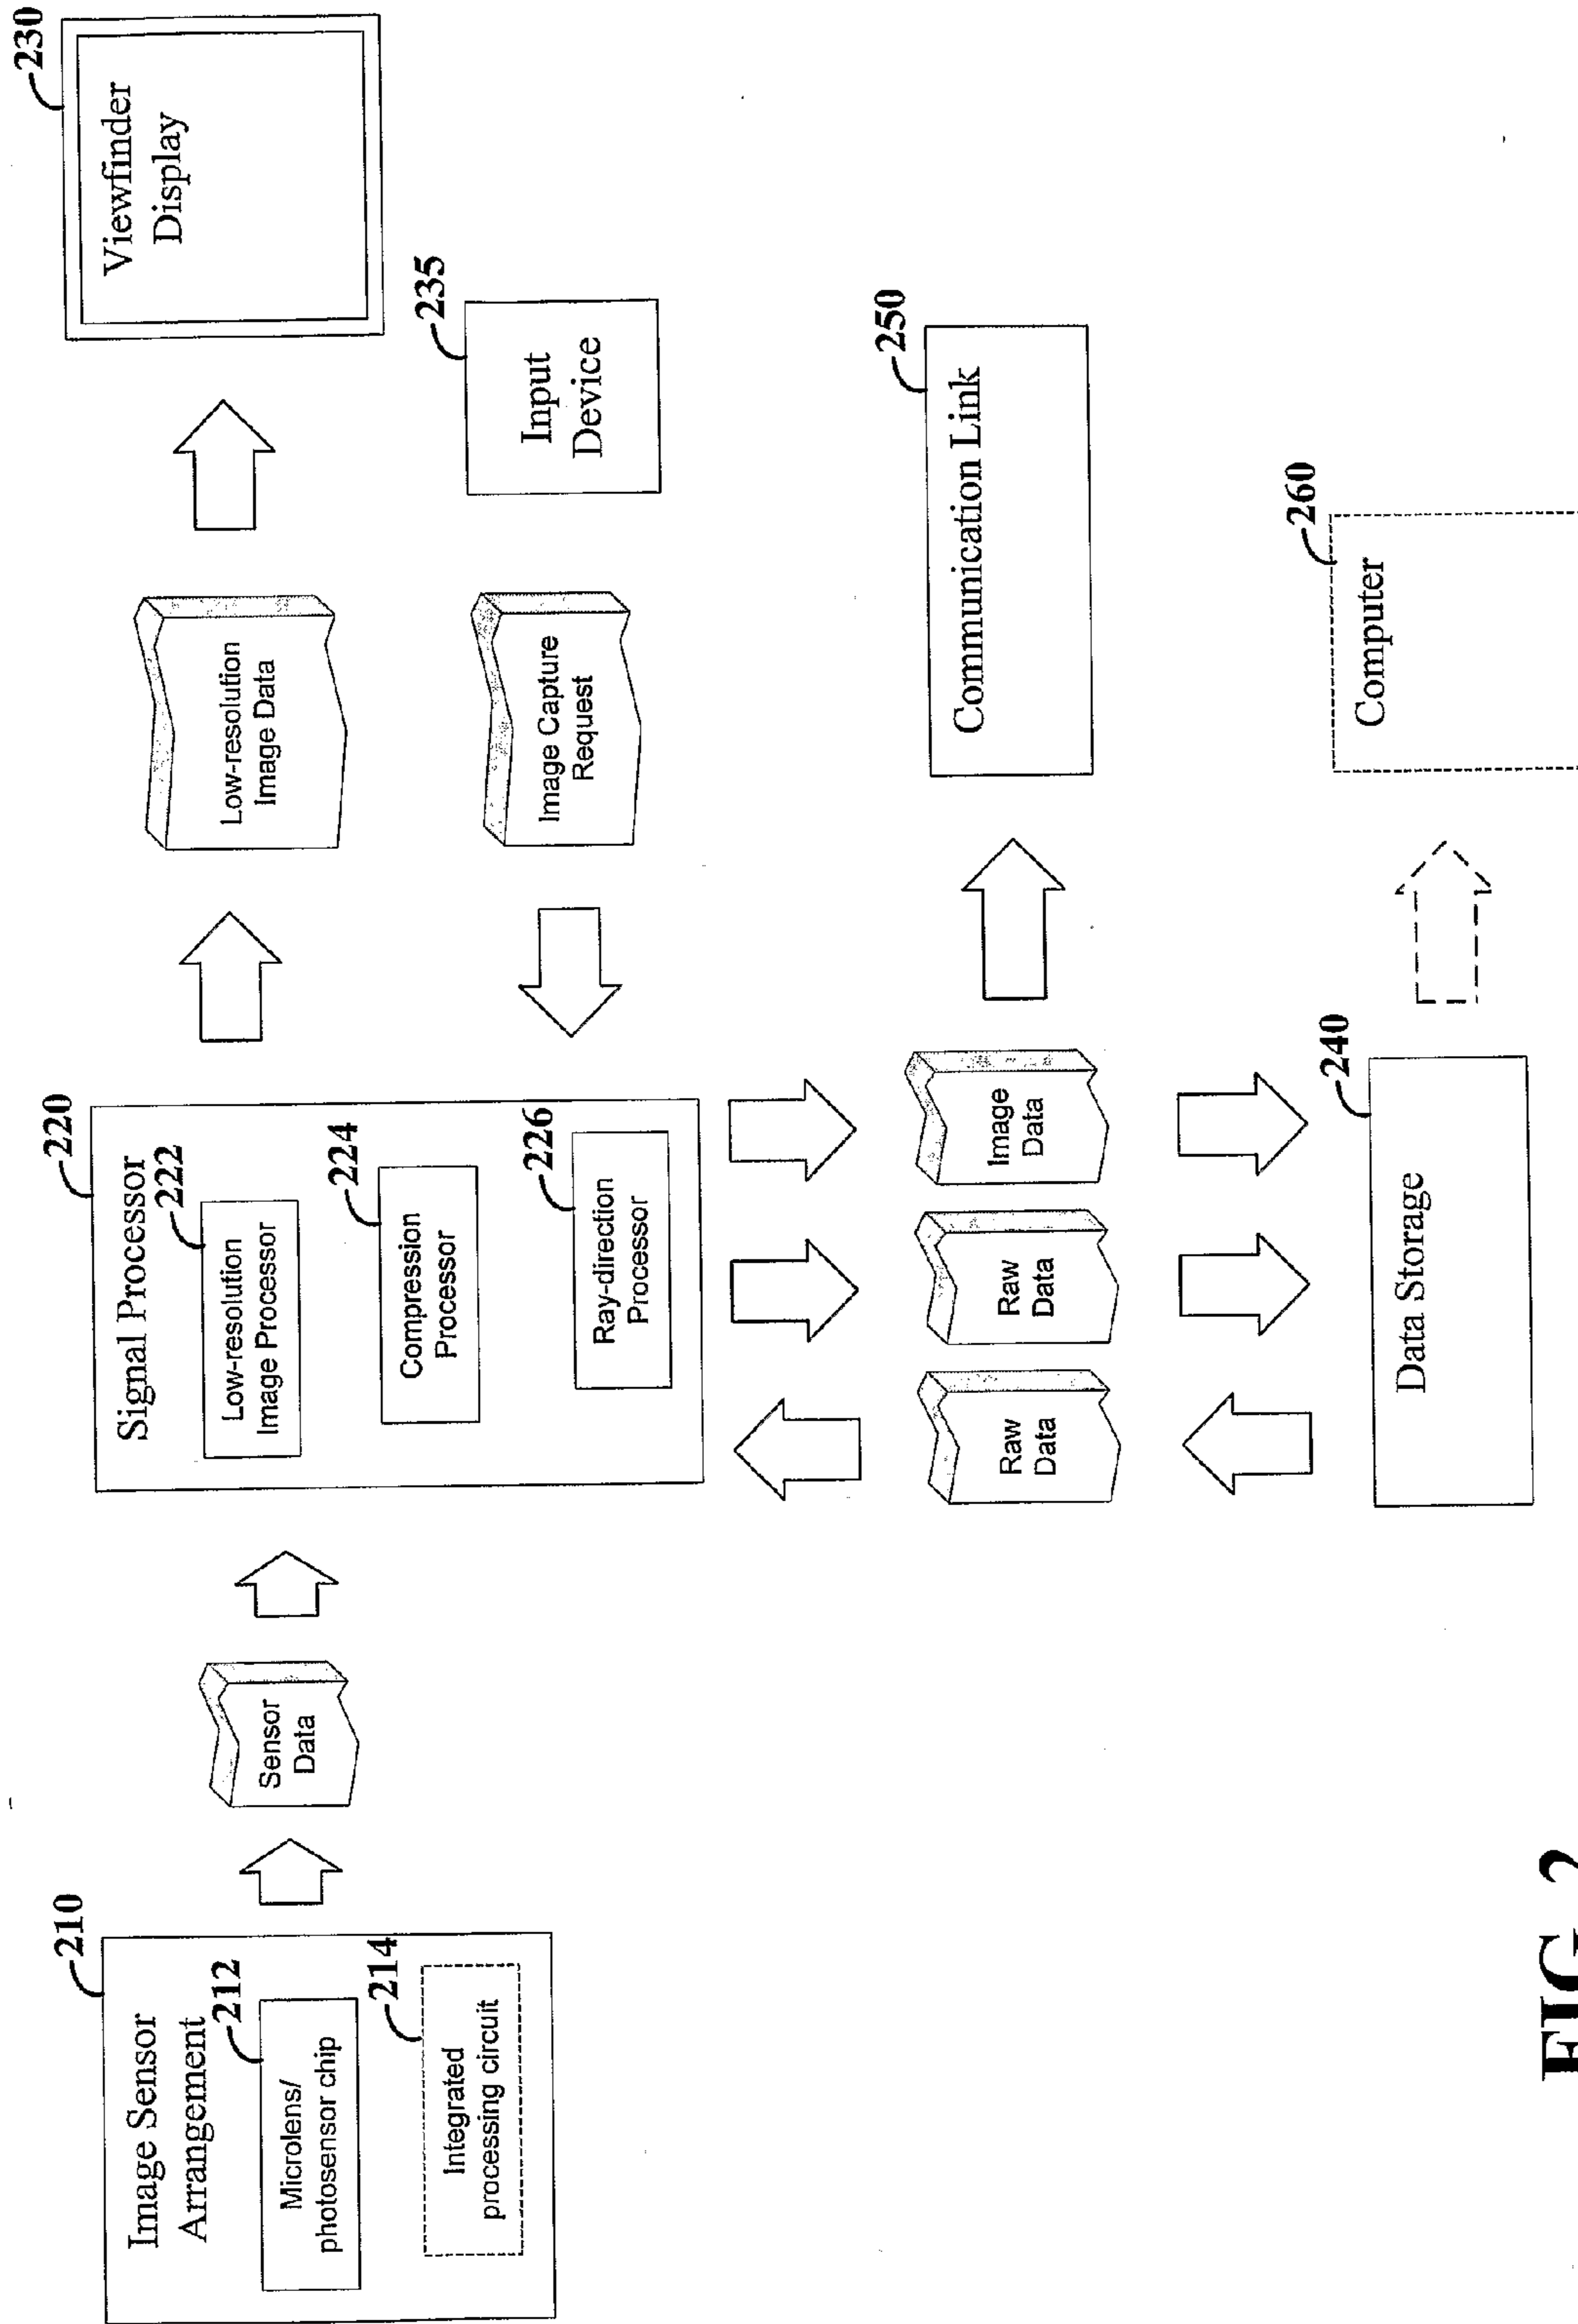 210
Image Sensor
Arrangement
212
Microlens/
photosensor chip
214
Integrated
processing circuit
Sensor
Data
220
Signal Processor
222
Low-resolution
Image Processor
224
Compression
Processor
226
Ray-direction
Processor
Low-resolution
Image Data
230
Viewfinder
Display
Image Capture
Request
235
Input
Device
Raw
Data
Raw
Data
Image
Data
250
Communication Link
240
Data Storage
260
Computer
FIG. 2